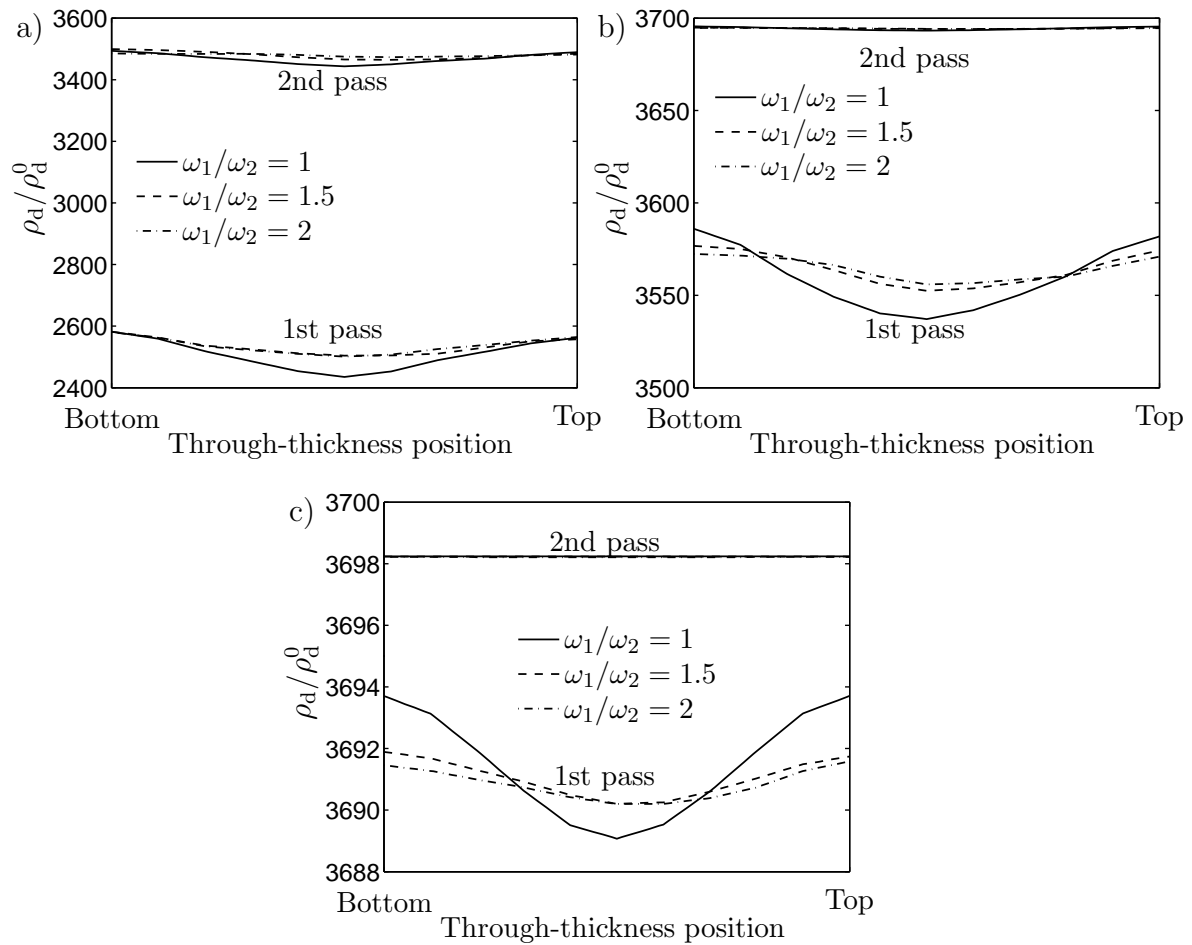 a)
3600
3400
3200
3000
2800
2600
2400
ρd/ρd0
2nd pass
ω1/ω2 = 1
ω1/ω2 = 1.5
ω1/ω2 = 2
1st pass
Bottom
Top
Through-thickness position
b)
3700
3650
3600
3550
3500
ρd/ρd0
2nd pass
ω1/ω2 = 1
ω1/ω2 = 1.5
ω1/ω2 = 2
1st pass
Bottom
Top
Through-thickness position
c)
3700
3698
3696
3694
3692
3690
3688
ρd/ρd0
2nd pass
ω1/ω2 = 1
ω1/ω2 = 1.5
ω1/ω2 = 2
1st pass
Bottom
Top
Through-thickness position